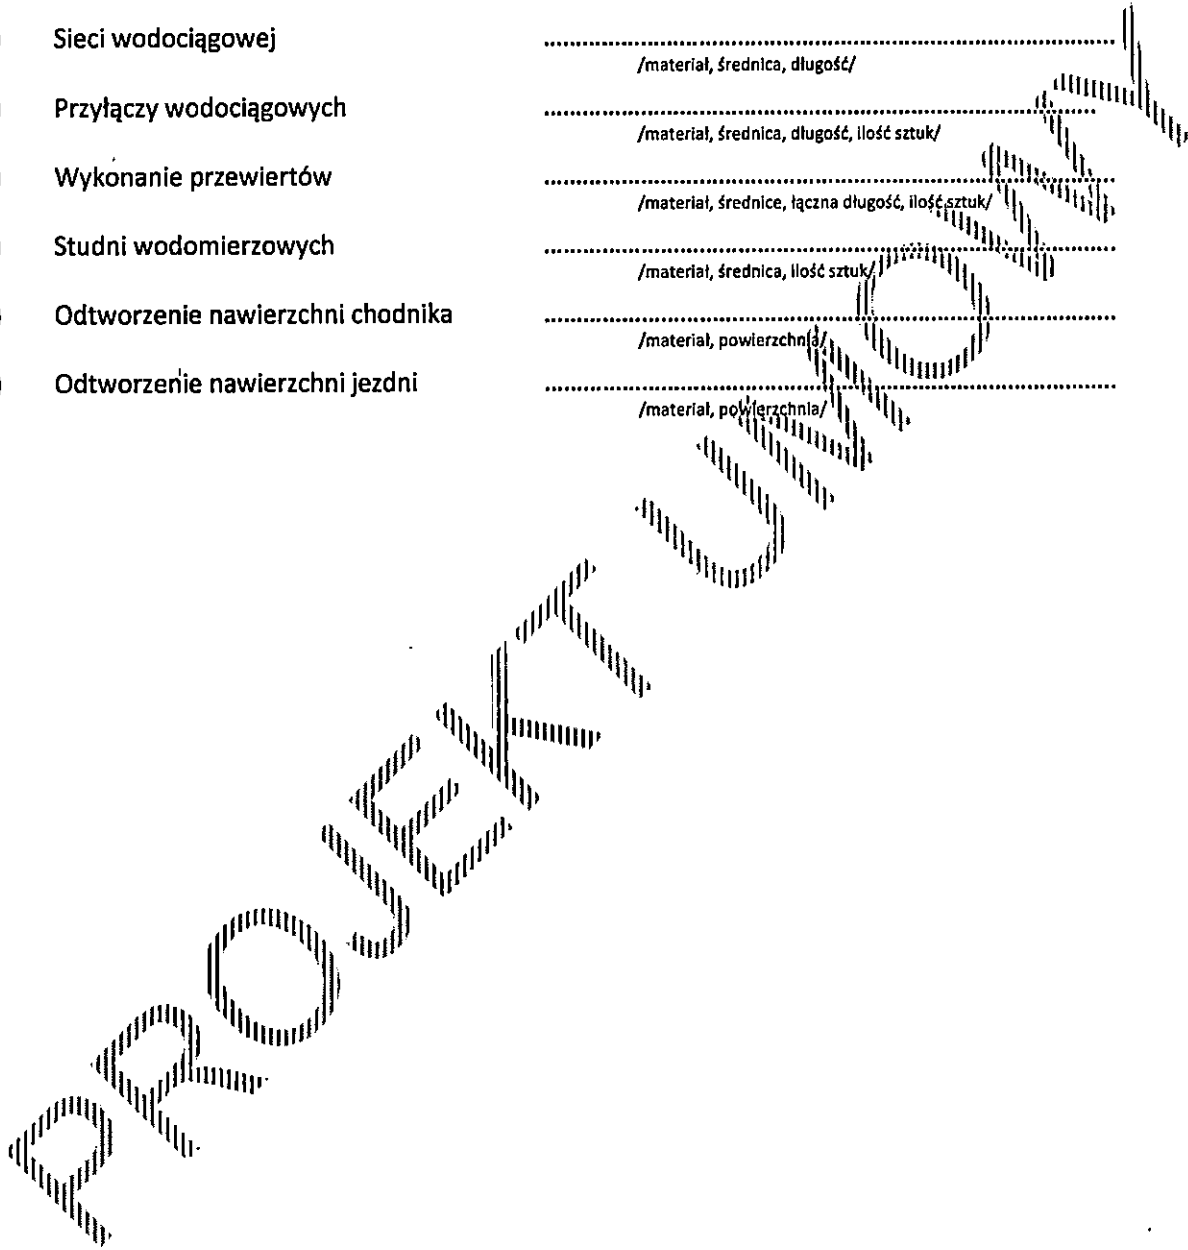 Sieci wodociągowej ........................................
/materiał, średnica, długość/
Przyłączy wodociągowych ........................................
/materiał, średnica, długość, ilość sztuk/
Wykonanie przewiertów ........................................
/materiał, średnice, łączna długość, ilość sztuk/
Studni wodomierzowych ........................................
/materiał, średnica, ilość sztuk/
Odtworzenie nawierzchni chodnika ........................................
/materiał, powierzchnia/
Odtworzenie nawierzchni jezdni ........................................
/materiał, powierzchnia/
PROJEKT UMOWY